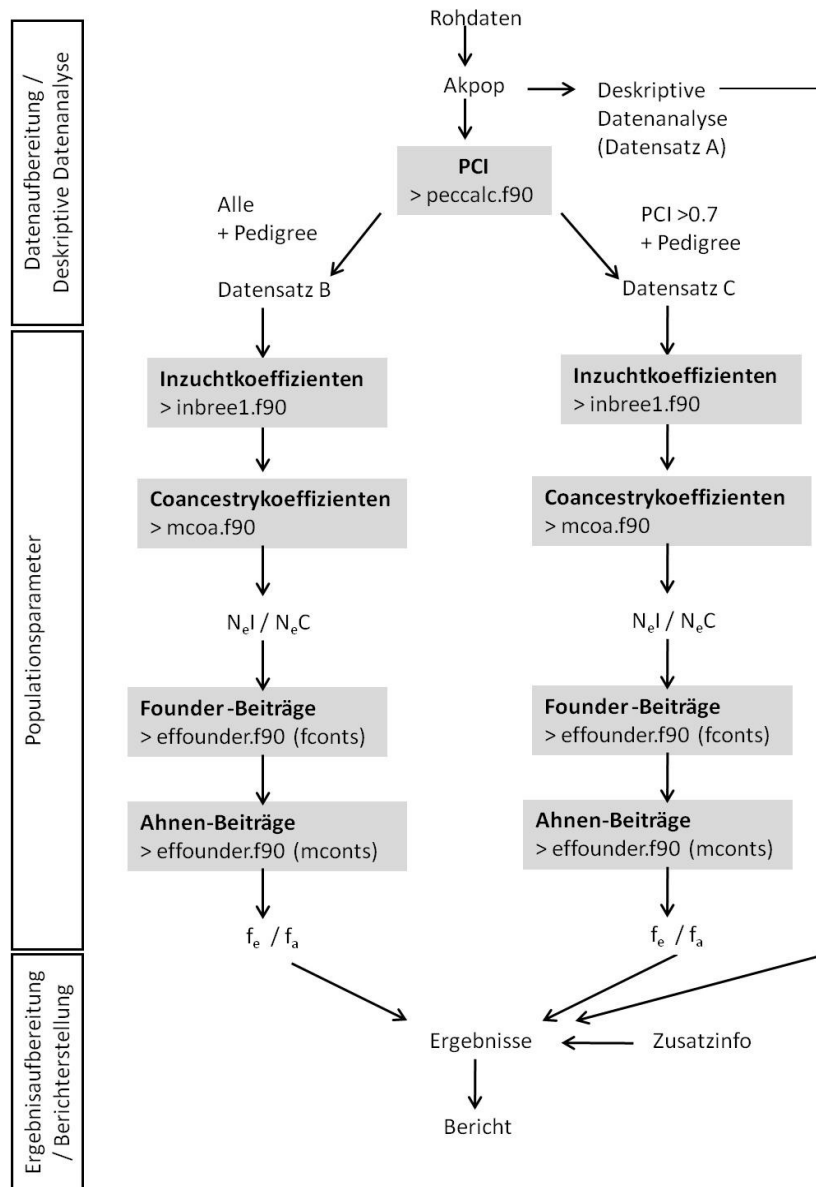 Datenaufbereitung /
Deskriptive Datenanalyse
Rohdaten
Akpop
Deskriptive
Datenanalyse
(Datensatz A)
PCI
> peccalc.f90
Alle
+ Pedigree
PCI >0.7
+ Pedigree
Datensatz B
Datensatz C
Populationsparameter
Inzuchtkoeffizienten
> inbree1.f90
Coancestrykoeffizienten
> mcoa.f90
NeI / NeC
Founder-Beiträge
> effounder.f90 (fconts)
Ahnen-Beiträge
> effounder.f90 (mconts)
fe / fa
Inzuchtkoeffizienten
> inbree1.f90
Coancestrykoeffizienten
> mcoa.f90
NeI / NeC
Founder-Beiträge
> effounder.f90 (fconts)
Ahnen-Beiträge
> effounder.f90 (mconts)
fe / fa
Ergebnisaufbereitung
/ Berichterstellung
Ergebnisse
Zusatzinfo
Bericht